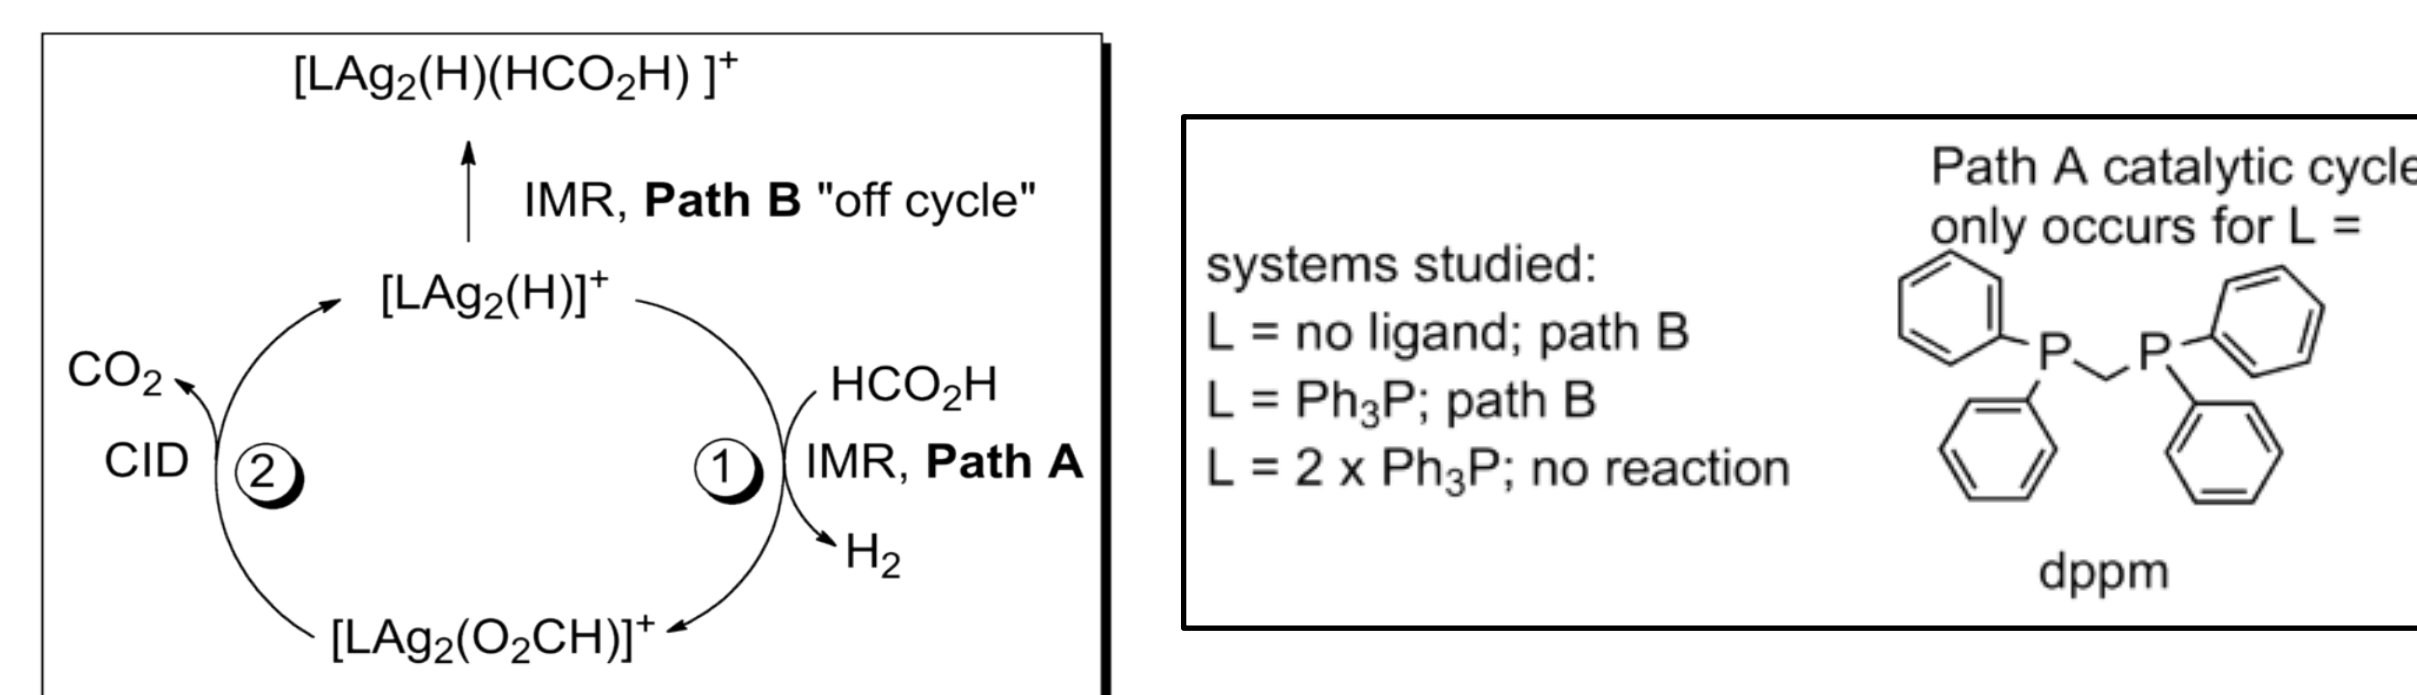 [LAg₂(H)(HCO₂H) ]⁺
IMR, Path B "off cycle"
[LAg₂(H)]⁺
CO₂
HCO₂H
CID
2
1
IMR, Path A
H₂
[LAg₂(O₂CH)]⁺
Path A catalytic cycle
only occurs for L =
systems studied:
L = no ligand; path B
L = Ph₃P; path B
L = 2 x Ph₃P; no reaction
P P
dppm